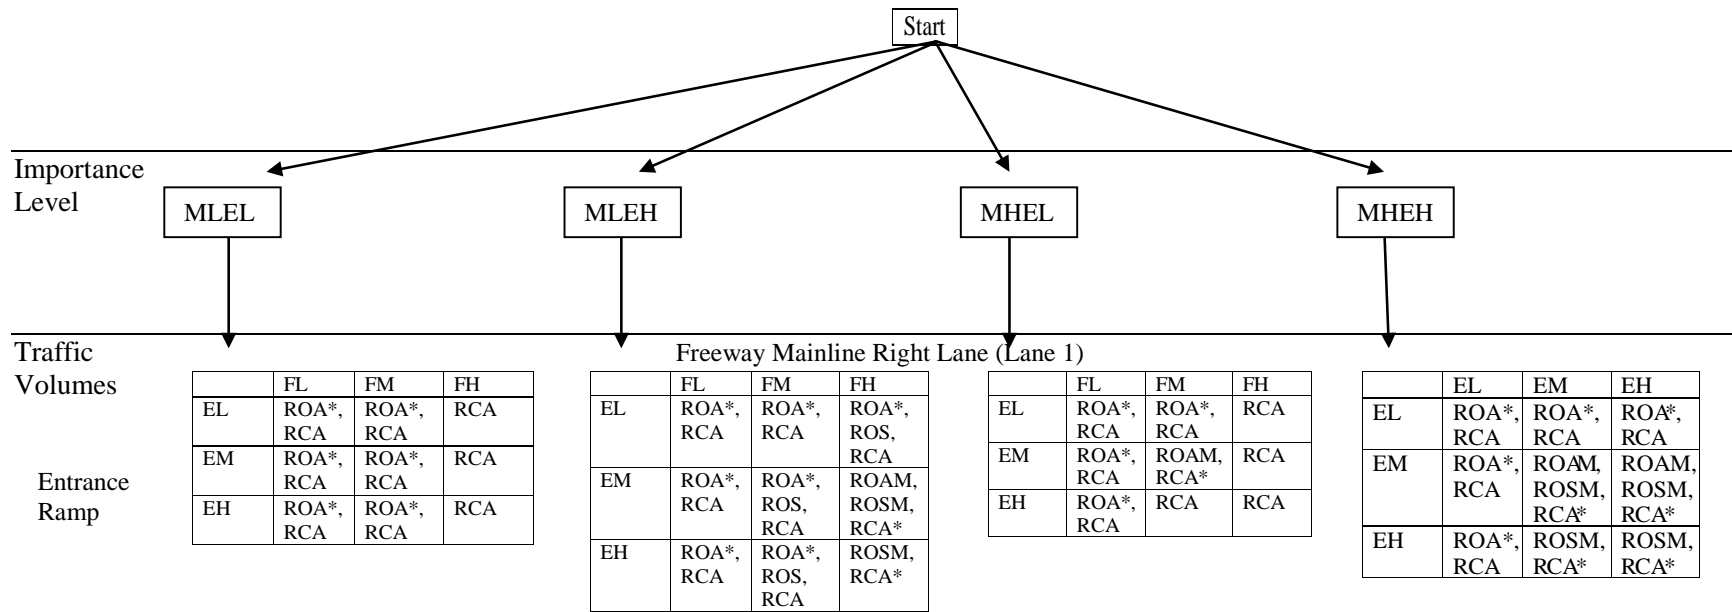 Start
Importance
Level
MLEL
MLEH
MHEL
MHEH
Traffic
Volumes
Freeway Mainline Right Lane (Lane 1)
Entrance
Ramp
FL FM FH
EL ROA*, ROA*, RCA
RCA RCA
EM ROA*, ROA*, RCA
RCA RCA
EH ROA*, ROA*, RCA
RCA RCA
FL FM FH
EL ROA*, ROA*, ROA*,
RCA RCA ROS,
RCA
EM ROA*, ROA*, ROAM,
RCA ROS, ROSM,
RCA RCA*
EH ROA*, ROA*, ROSM,
RCA ROS, RCA*
RCA
FL FM FH
EL ROA*, ROA*, RCA
RCA RCA
EM ROA*, ROAM, RCA
RCA RCA*
EH ROA*, RCA RCA
RCA
EL EM EH
EL ROA*, ROA*, ROA*,
RCA RCA RCA
EM ROA*, ROAM, ROAM,
RCA ROSM, ROSM,
RCA* RCA*
EH ROA*, ROSM, ROSM,
RCA RCA* RCA*